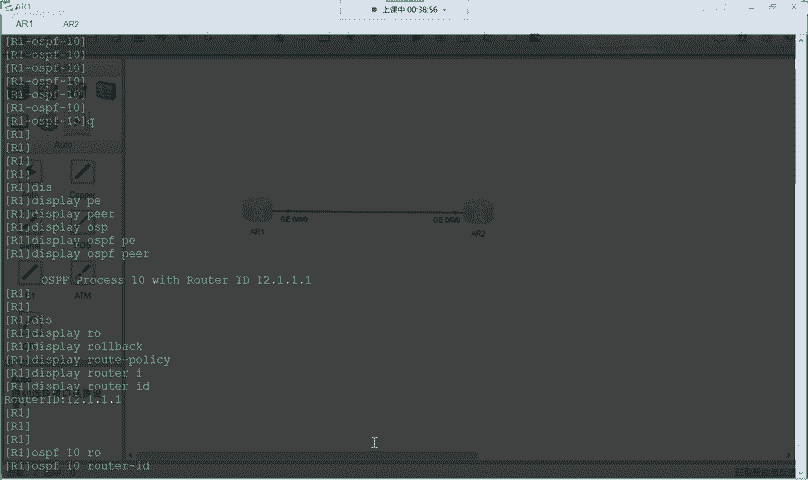 AR1
上课中 00:38:56
AR1 AR2
[R1-ospf-10]
[R1-ospf-10]
[R1-ospf-10]
[R1-ospf-10]
[R1-ospf-10]
[R1-ospf-10]
[R1-ospf-10]q
[R1]
[R1]
[R1]
[R1]
[R1]dis
[R1]display pe
[R1]display peer
[R1]display osp
[R1]display ospf pe
[R1]display ospf peer
OSPF Process 10 with Router ID 12.1.1.1
[R1]
[R1]
[R1]dis
[R1]display ro
[R1]display rollback
[R1]display route-policy
[R1]display router i
[R1]display router id
RouterID:12.1.1.1
[R1]
[R1]
[R1]
[R1]ospf 10 ro
[R1]ospf 10 router-id
Auto
Copper
ATM
GE 0/0/0
GE 0/0/0
AR1
AR2